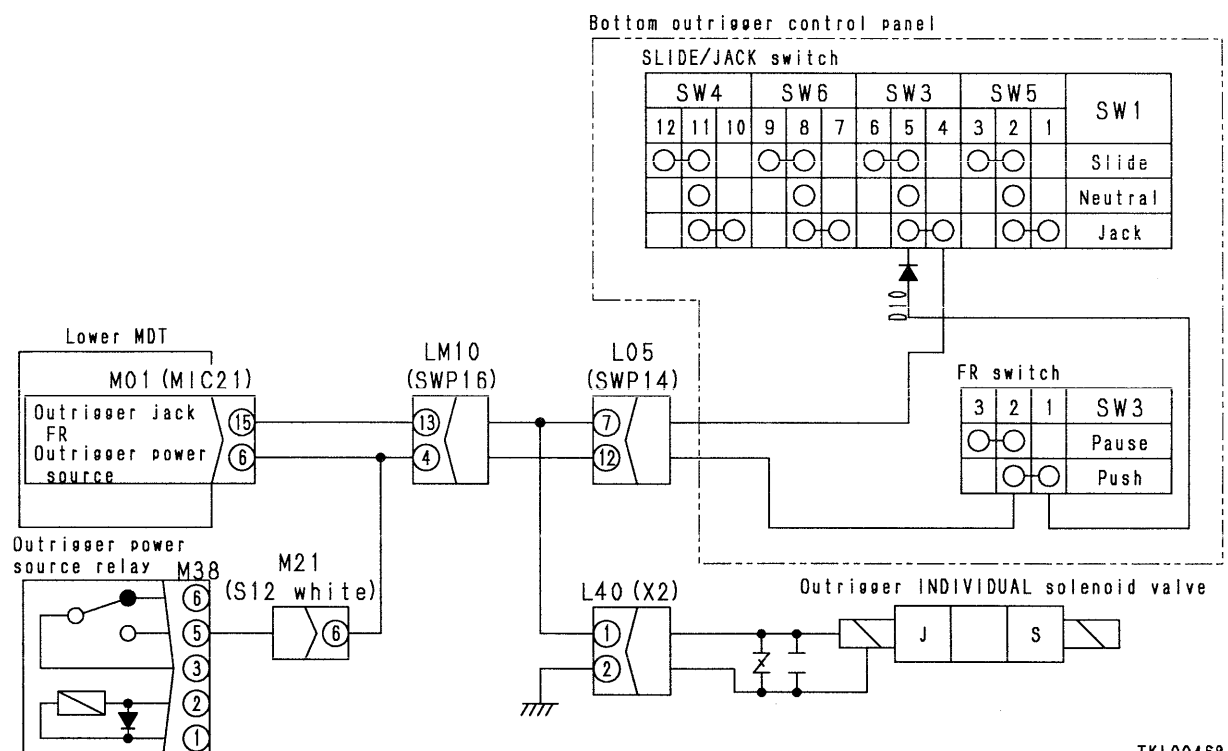 Bottom outrigger control panel
SLIDE/JACK switch
SW4 SW6 SW3 SW5 SW1
12 11 10 9 8 7 6 5 4 3 2 1
Slide
Neutral
Jack
D10
Lower MDT
M01 (MIC21)
LM10
(SWP16)
L05
(SWP14)
FR switch
3 2 1 SW3
Pause
Push
Outrigger jack
FR
Outrigger power
source
15
6
13
4
7
12
Outrigger power
source relay
M38
M21
(S12 white)
6
5
3
2
1
6
L40 (X2)
1
2
Outrigger INDIVIDUAL solenoid valve
J S